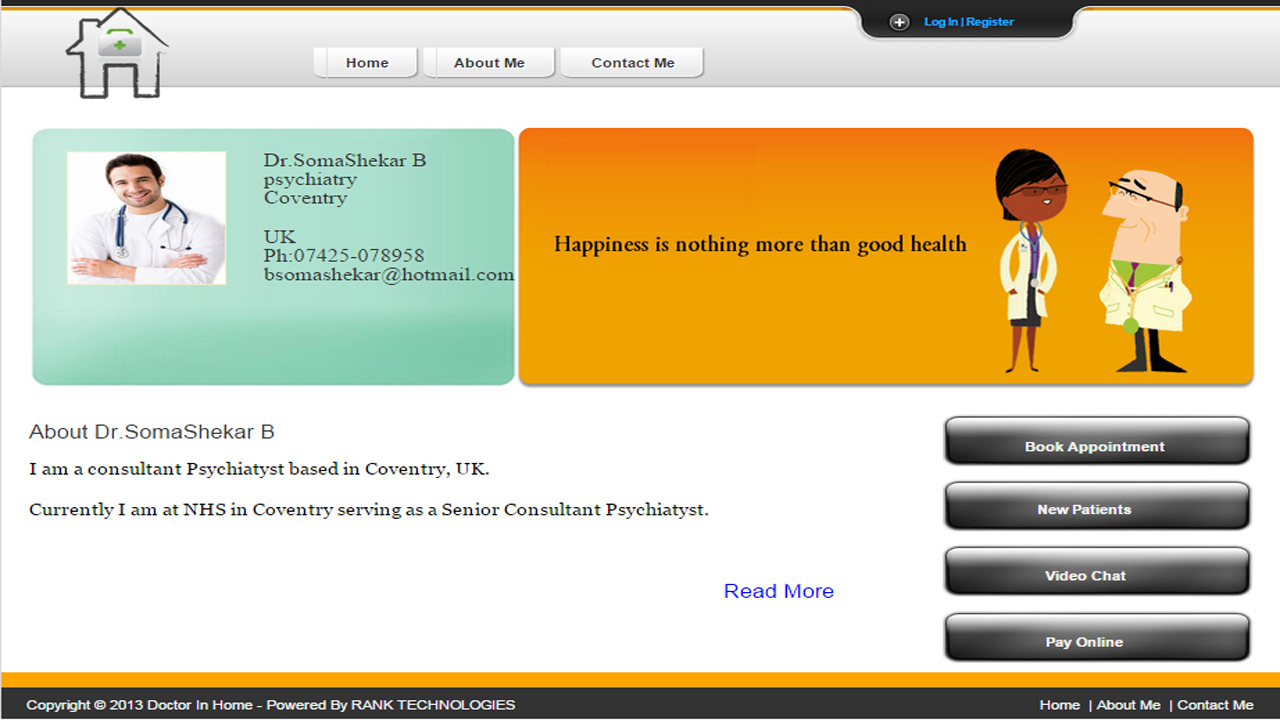 Log In | Register
Home
About Me
Contact Me
Dr.SomaShekar B
psychiatry
Coventry
UK
Ph:07425-078958
bsomashekar@hotmail.com
Happiness is nothing more than good health
About Dr.SomaShekar B
I am a consultant Psychiatyst based in Coventry, UK.
Currently I am at NHS in Coventry serving as a Senior Consultant Psychiatyst.
Read More
Book Appointment
New Patients
Video Chat
Pay Online
Copyright © 2013 Doctor In Home - Powered By RANK TECHNOLOGIES
Home | About Me | Contact Me